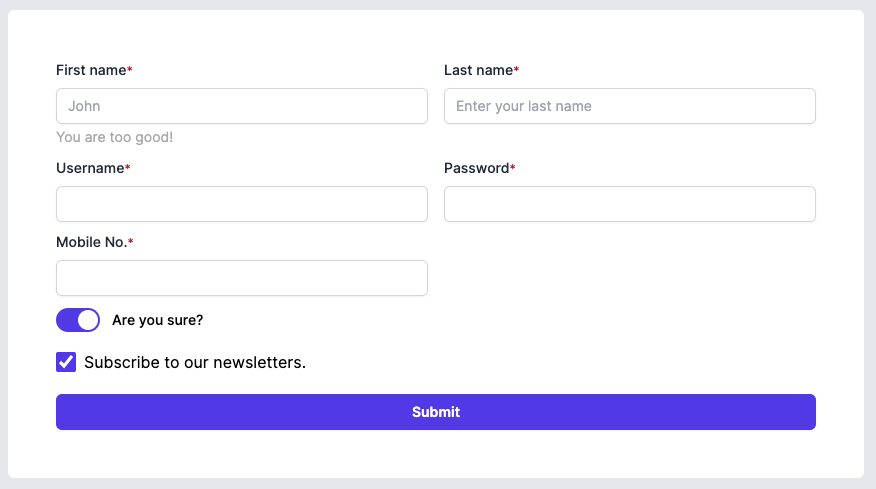 First name*
Last name*
John
Enter your last name
You are too good!
Username*
Password*
Mobile No.*
Are you sure?
Subscribe to our newsletters.
Submit